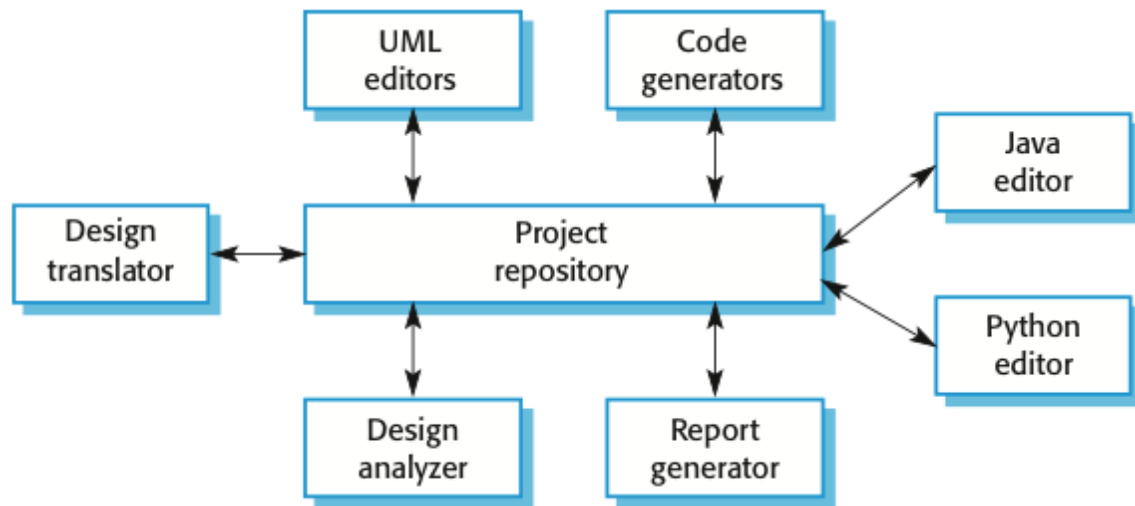 UML
editors
Code
generators
Java
editor
Design
translator
Project
repository
Python
editor
Design
analyzer
Report
generator